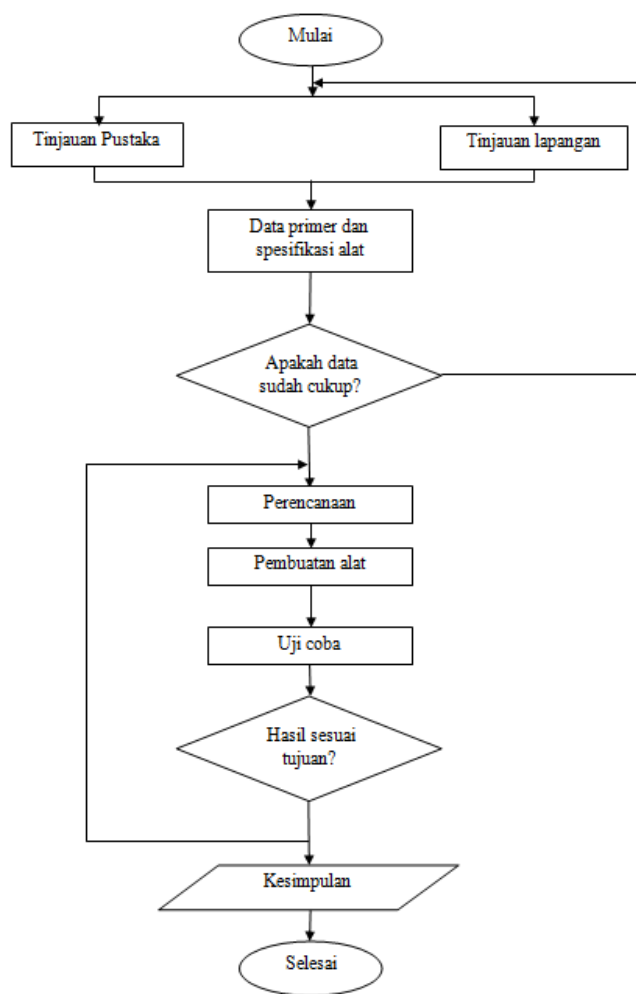 Mulai
Tinjauan Pustaka
Tinjauan lapangan
Data primer dan
spesifikasi alat
Apakah data
sudah cukup?
Perencanaan
Pembuatan alat
Uji coba
Hasil sesuai
tujuan?
Kesimpulan
Selesai